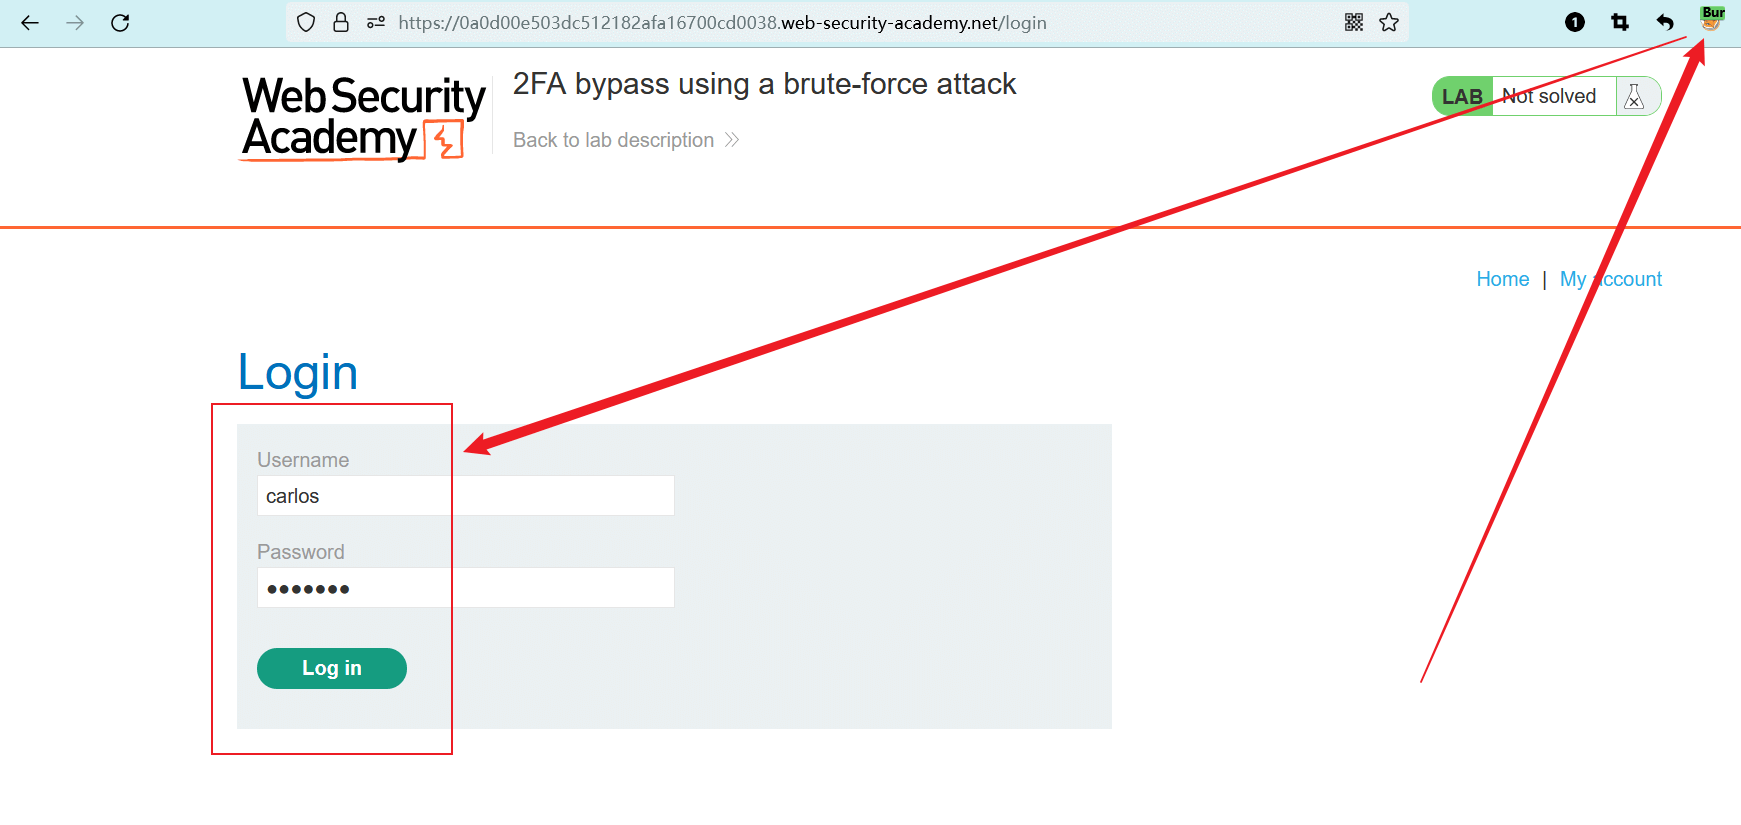 https://0a0d00e503dc512182afa16700cd0038.web-security-academy.net/login
1
Bur
Web Security
Academy
2FA bypass using a brute-force attack
Back to lab description
LAB Not solved
Home | My account
Login
Username
carlos
Password
•••••••
Log in